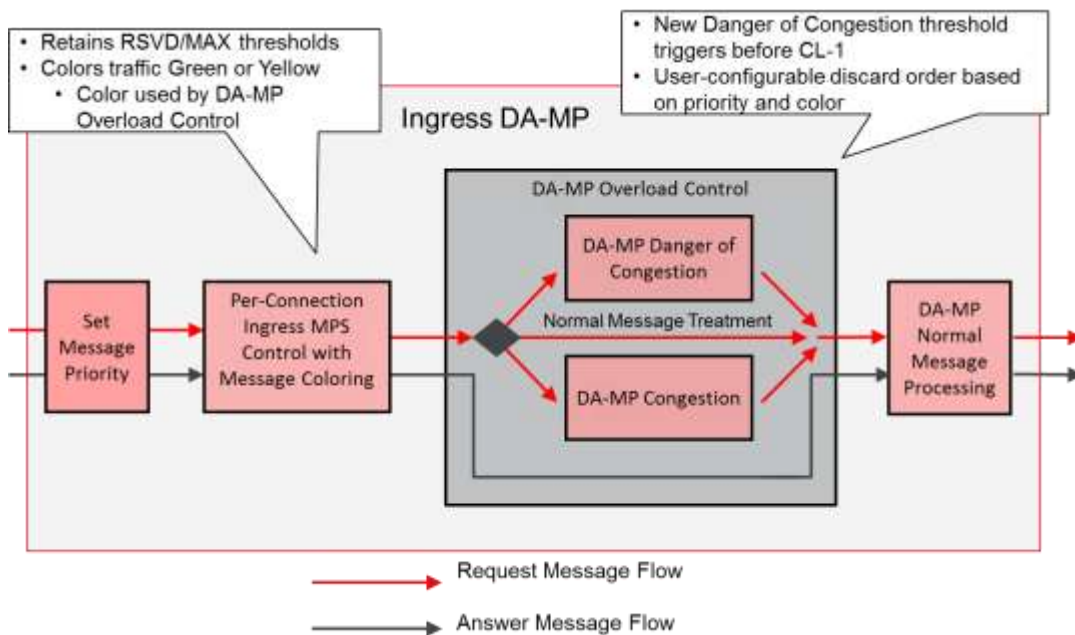 • Retains RSVD/MAX thresholds
• Colors traffic Green or Yellow
• Color used by DA-MP
Overload Control
• New Danger of Congestion threshold
triggers before CL-1
• User-configurable discard order based
on priority and color
Ingress DA-MP
DA-MP Overload Control
DA-MP Danger of
Congestion
Set
Message
Priority
Per-Connection
Ingress MPS
Control with
Message Coloring
Normal Message Treatment
DA-MP Congestion
DA-MP
Normal
Message
Processing
Request Message Flow
Answer Message Flow